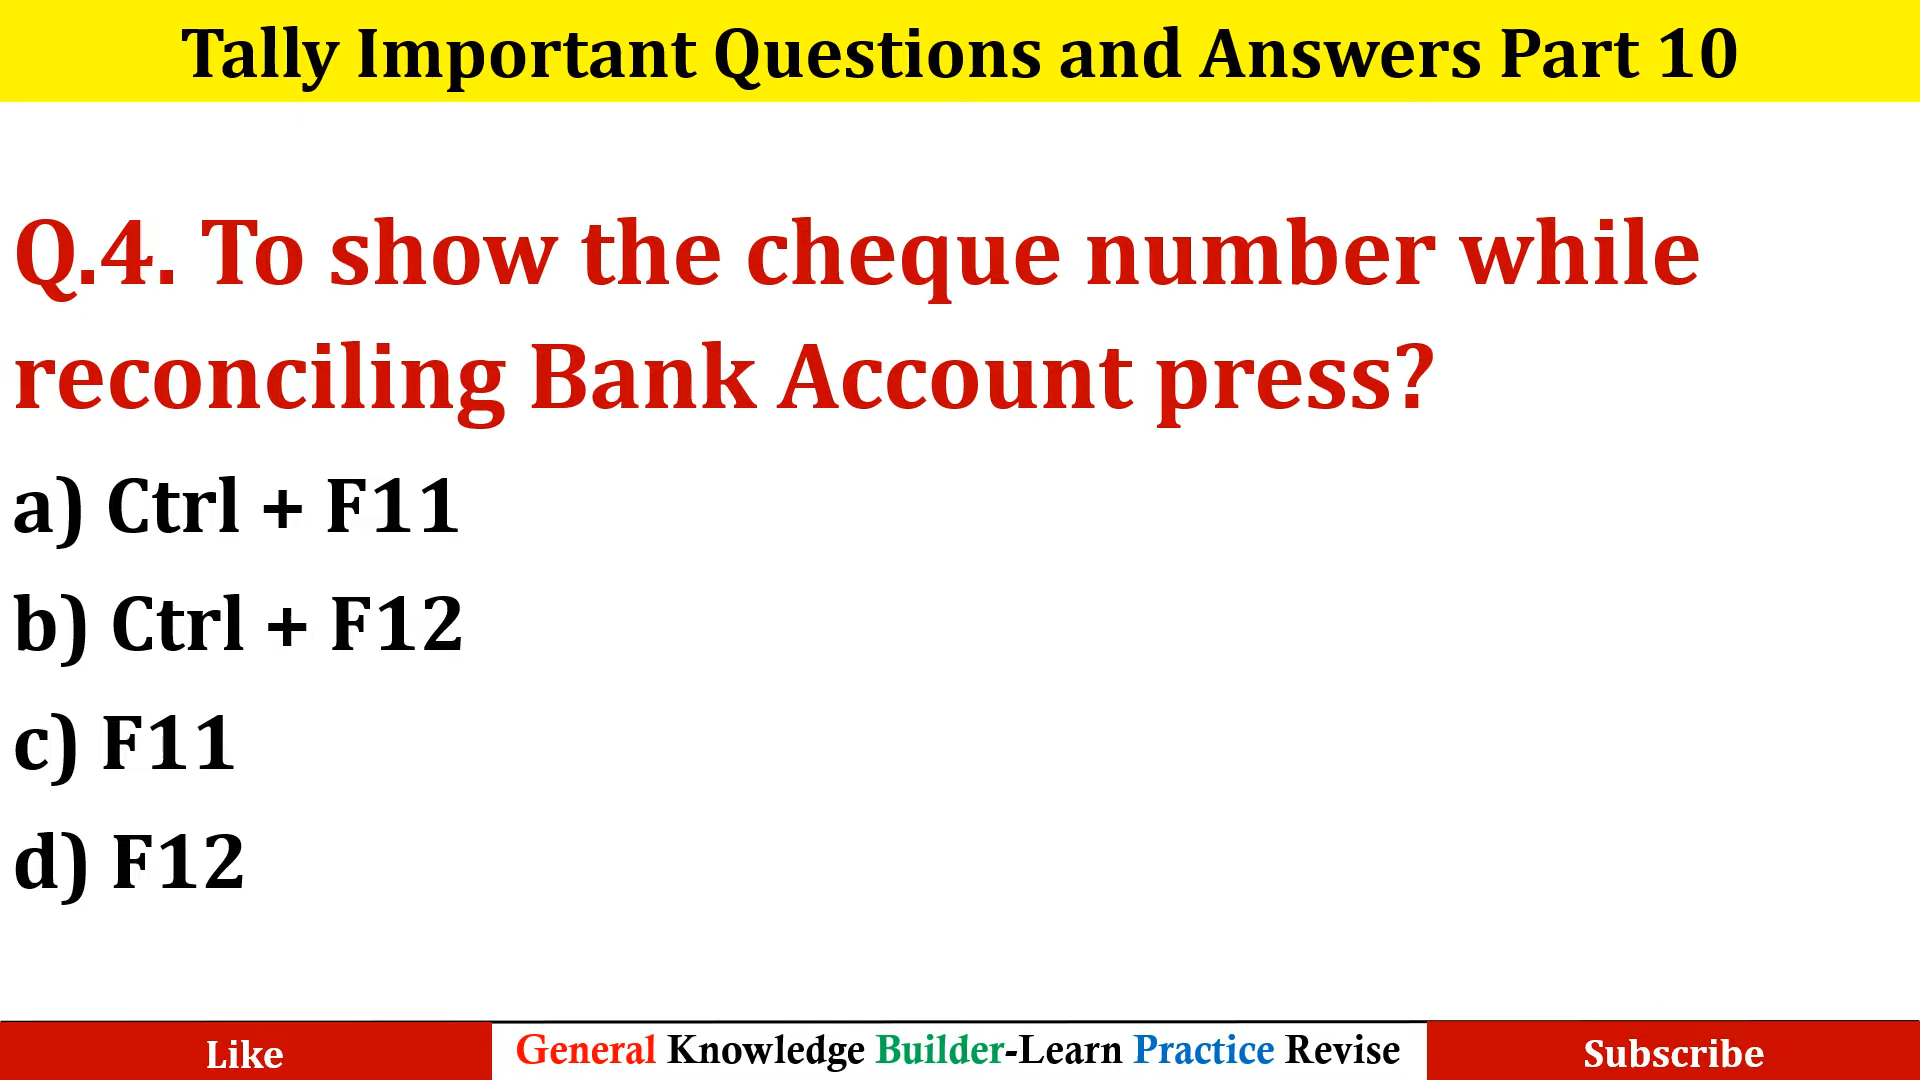 Tally Important Questions and Answers Part 10
Q.4. To show the cheque number while
reconciling Bank Account press?
a) Ctrl + F11
b) Ctrl + F12
c) F11
d) F12
Like
General Knowledge Builder-Learn Practice Revise
Subscribe